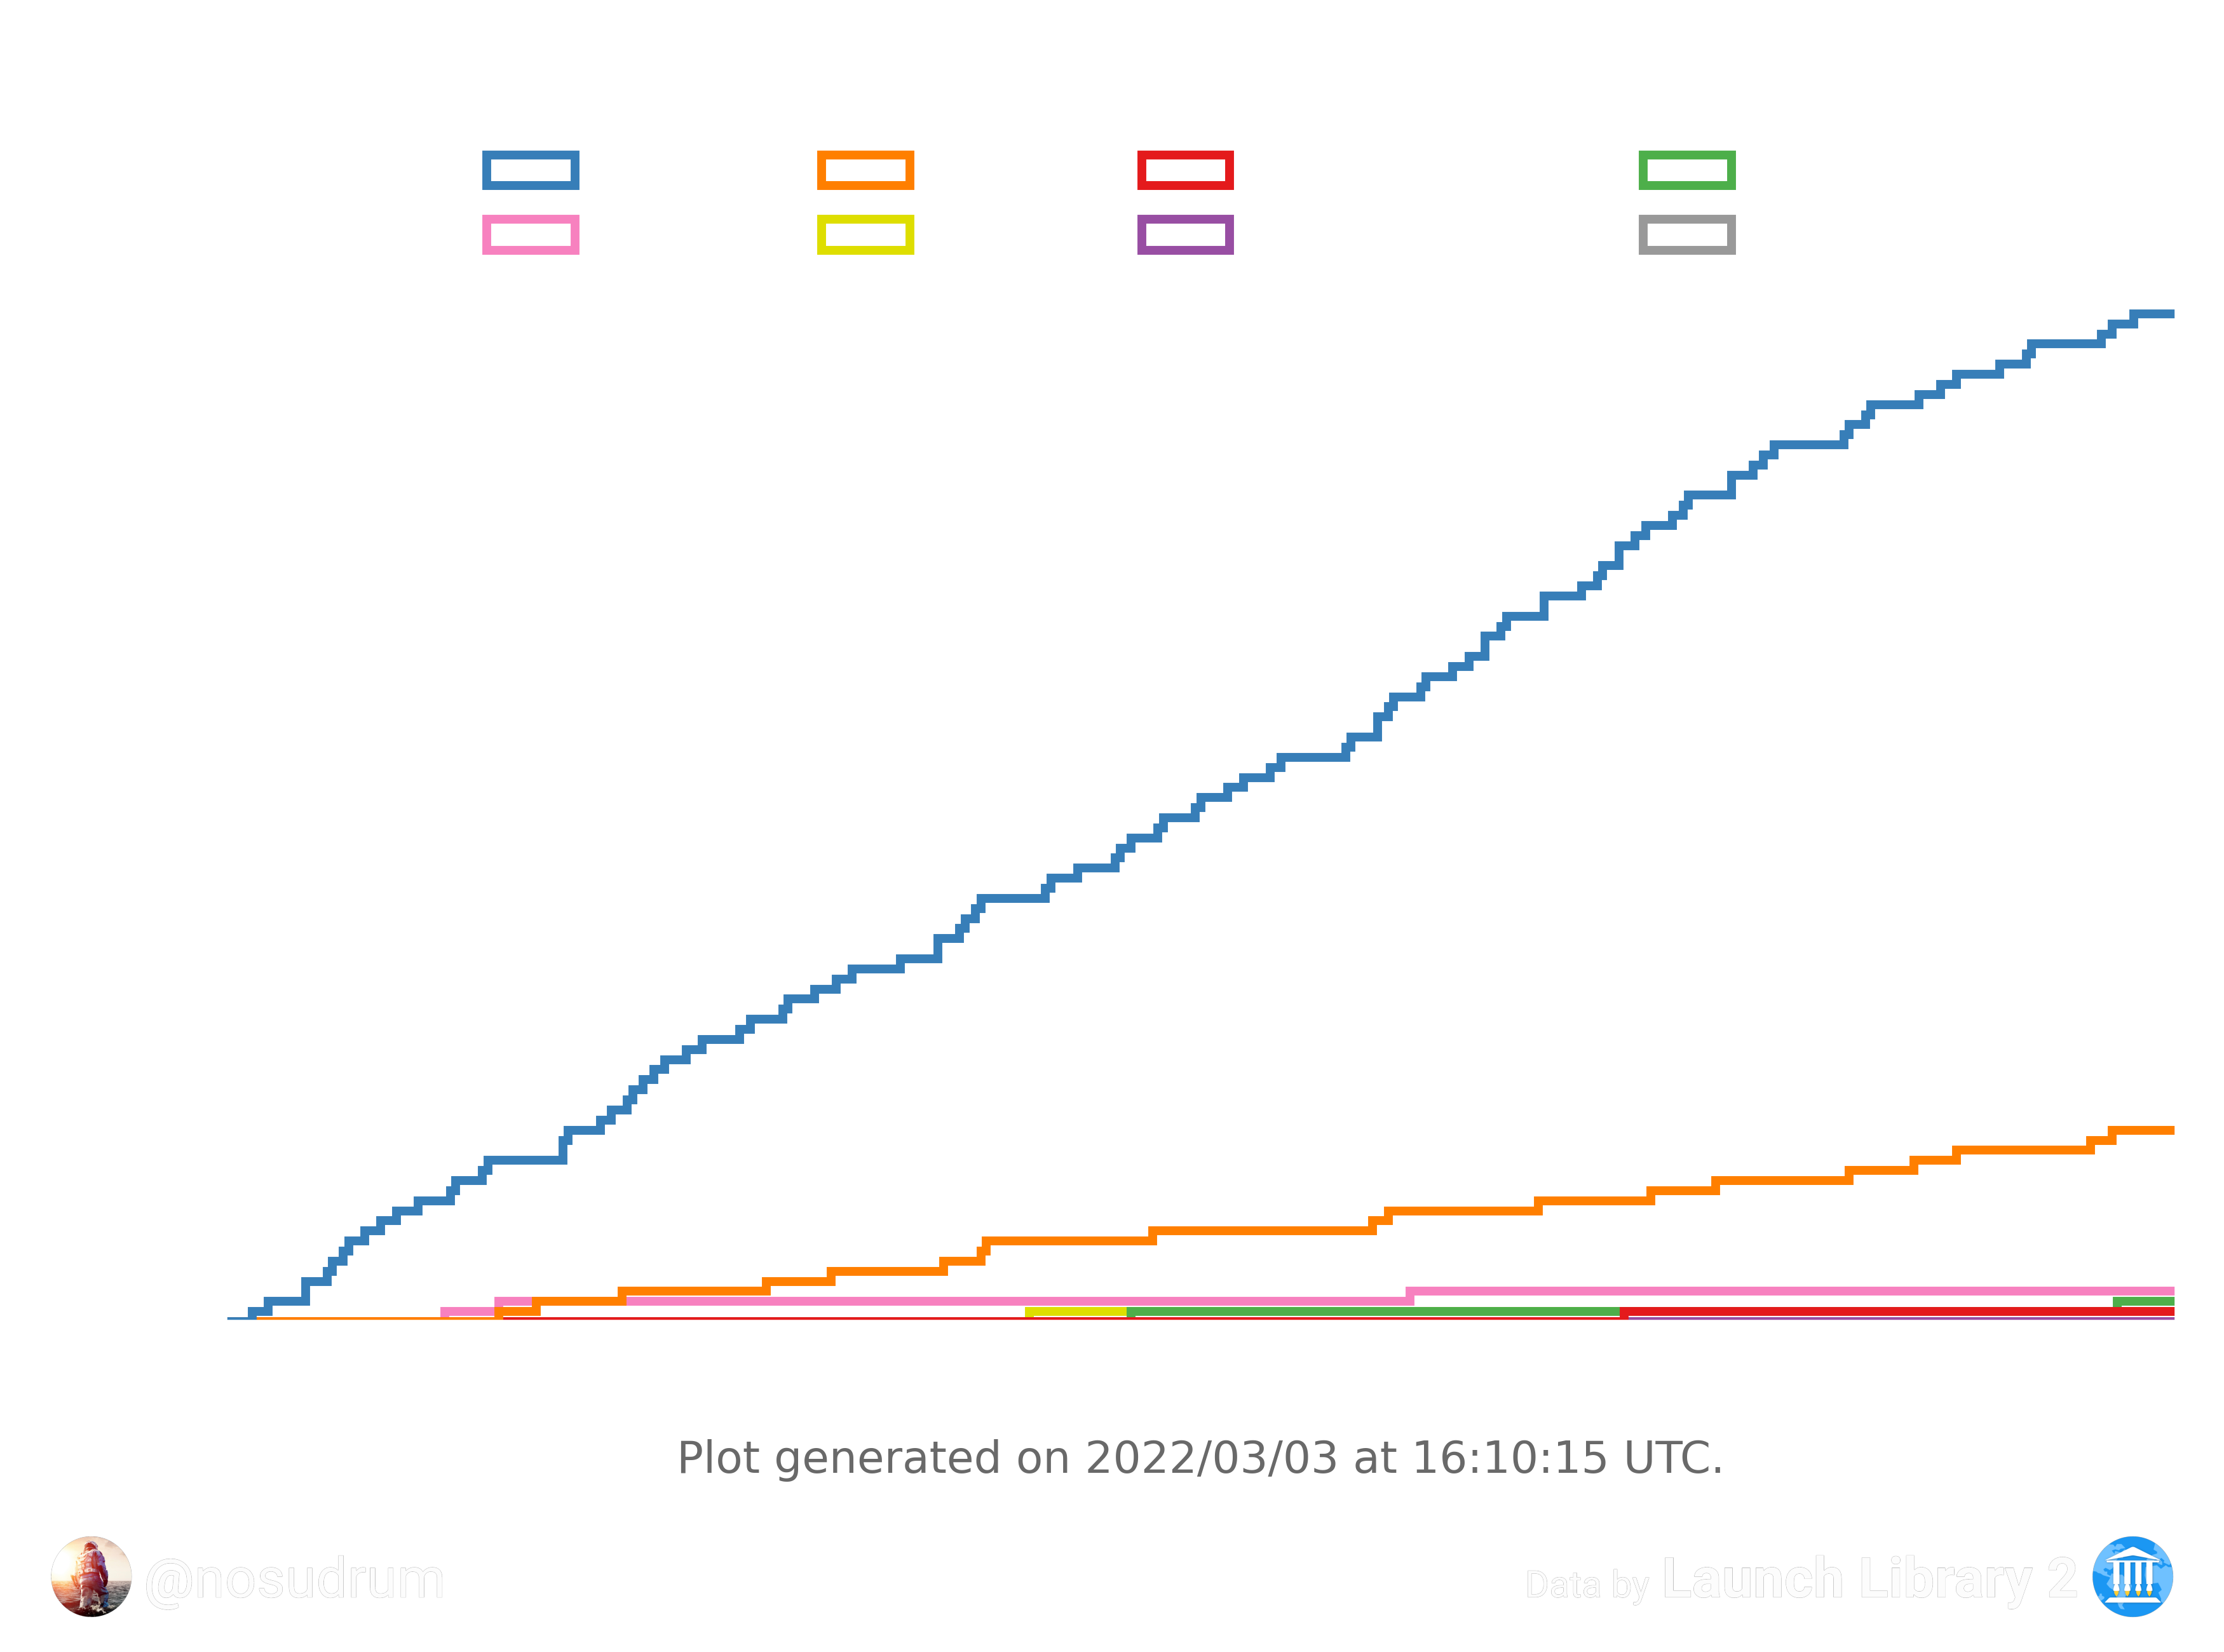 Plot generated on 2022/03/03 at 16:10:15 UTC.
@nosudrum
Data by Launch Library 2